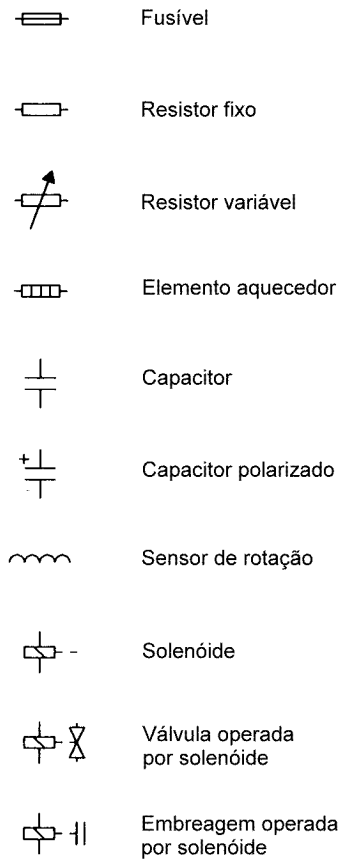 Fusível
Resistor fixo
Resistor variável
Elemento aquecedor
Capacitor
+
Capacitor polarizado
Sensor de rotação
Solenóide
Válvula operada
por solenóide
Embreagem operada
por solenóide